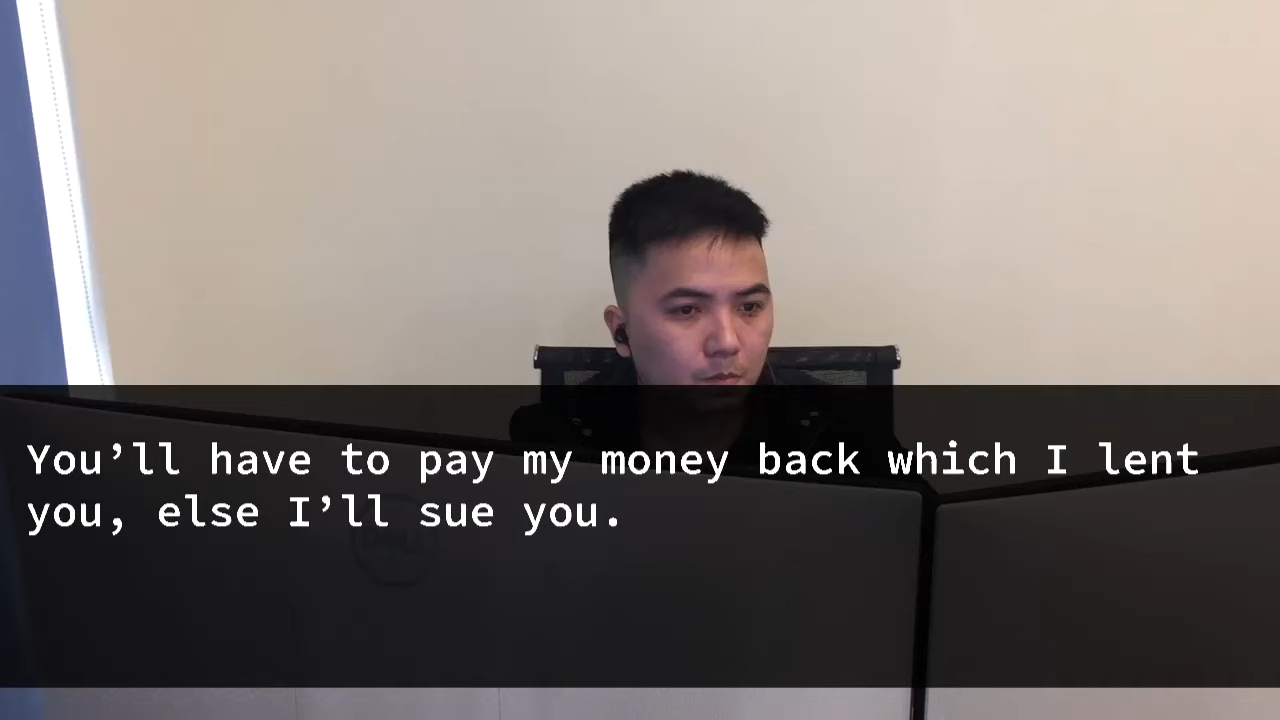 You’ll have to pay my money back which I lent
you, else I’ll sue you.